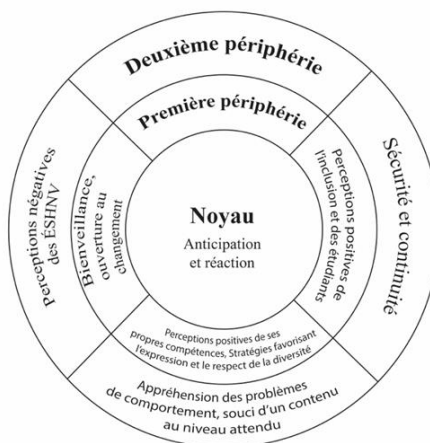 Deuxième périphérie
Première périphérie
Perceptions négatives
des ÉSHNV
Bienveillance,
ouverture au
changement
Noyau
Anticipation
et réaction
Perceptions positives de
l'inclusion et des étudiants
Sécurité et continuité
Perceptions positives de ses
propres compétences, Stratégies favorisant
l'expression et le respect de la diversité
Appréhension des problèmes
de comportement, souci d'un contenu
au niveau attendu